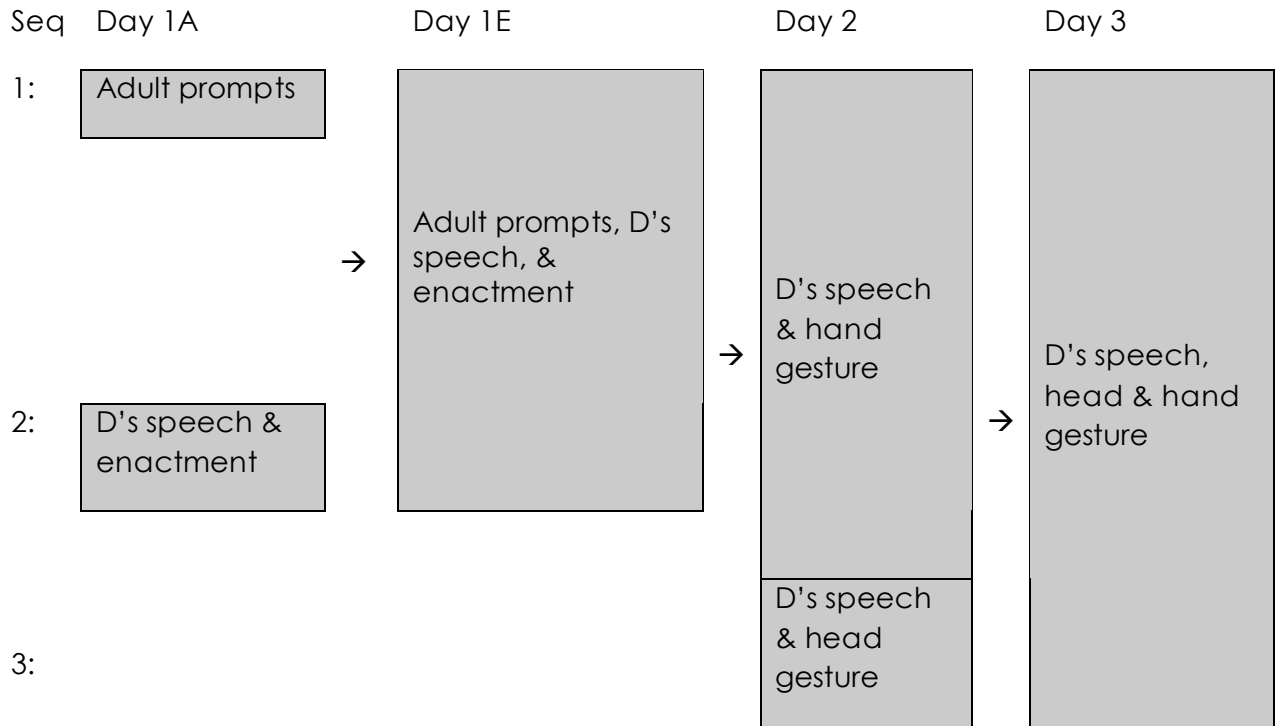 Seq Day 1A Day 1E Day 2 Day 3
1: Adult prompts
Adult prompts, D's
speech, &
enactment
→
D's speech
& hand
gesture
→
D's speech,
head & hand
gesture
→
2: D's speech &
enactment
D's speech
& head
gesture
3: